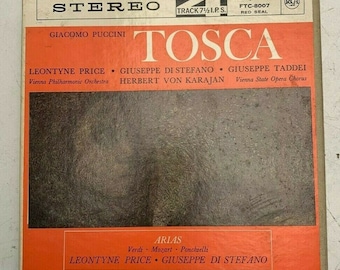 STEREO
4 TRACK 7½ I.P.S.
FTC-8007
RED SEAL
GIACOMO PUCCINI
TOSCA
LEONTYNE PRICE • GIUSEPPE DI STEFANO • GIUSEPPE TADDEI
Vienna Philharmonic Orchestra HERBERT VON KARAJAN Vienna State Opera Chorus
ARIAS
Verdi - Mozart - Ponchielli
LEONTYNE PRICE • GIUSEPPE DI STEFANO